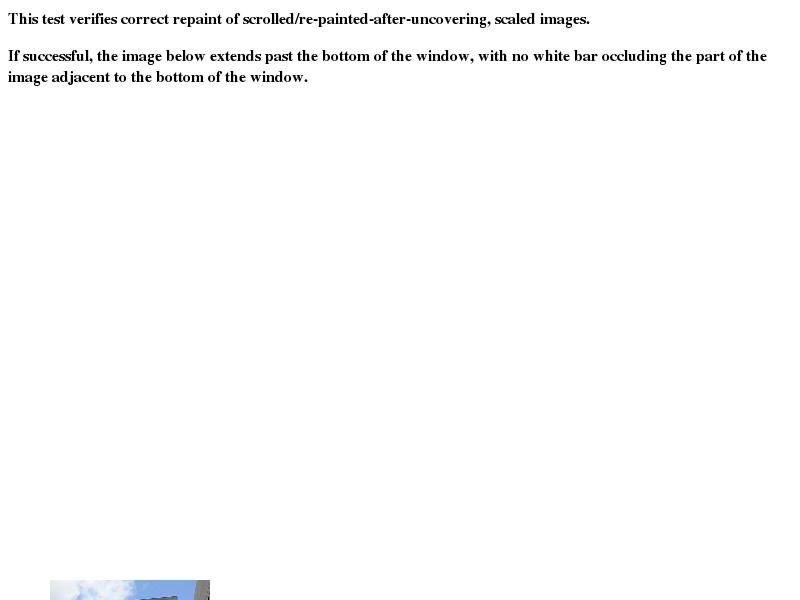 This test verifies correct repaint of scrolled/re-painted-after-uncovering, scaled images.
If successful, the image below extends past the bottom of the window, with no white bar occluding the part of the
image adjacent to the bottom of the window.